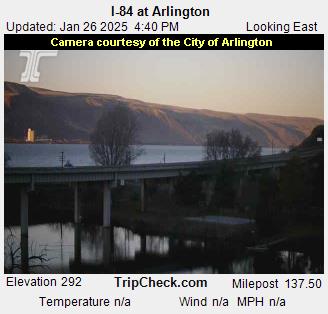 I-84 at Arlington
Updated: Jan 26 2025 4:40 PM Looking East
Camera courtesy of the City of Arlington
Elevation 292 TripCheck.com Milepost 137.50
Temperature n/a Wind n/a MPH n/a